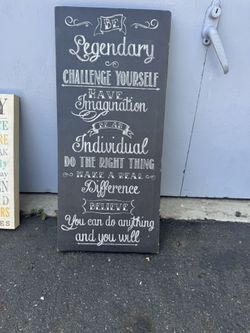 BE
Legendary
CHALLENGE YOURSELF
HAVE
Imagination
BE AN
Individual
DO THE RIGHT THING
MAKE A REAL
Difference
BELIEVE
You can do anything
and you will